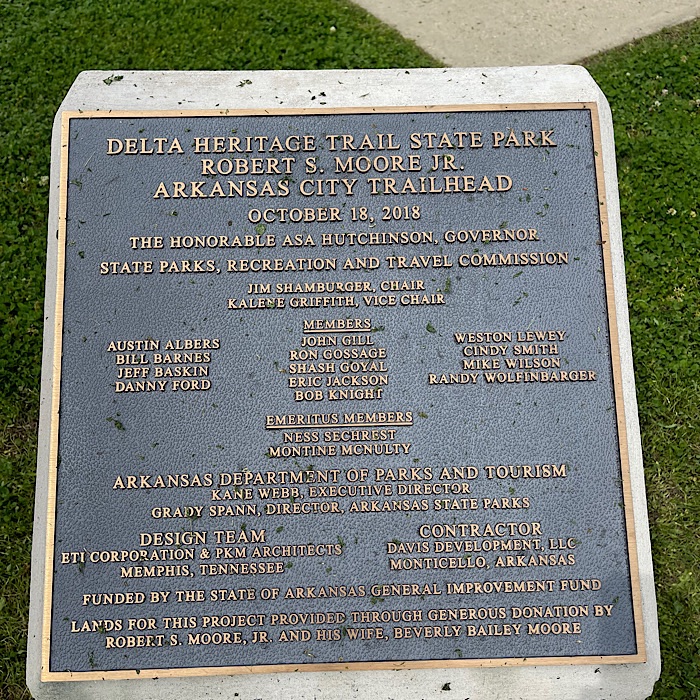 DELTA HERITAGE TRAIL STATE PARK
ROBERT S. MOORE JR.
ARKANSAS CITY TRAILHEAD
OCTOBER 18, 2018
THE HONORABLE ASA HUTCHINSON, GOVERNOR
STATE PARKS, RECREATION AND TRAVEL COMMISSION
JIM SHAMBURGER, CHAIR
KALENE GRIFFITH, VICE CHAIR
MEMBERS
AUSTIN ALBERS
BILL BARNES
JEFF BASKIN
DANNY FORD
JOHN GILL
RON GOSSAGE
SHASH GOYAL
ERIC JACKSON
BOB KNIGHT
WESTON LEWEY
CINDY SMITH
MIKE WILSON
RANDY WOLFINBARGER
EMERITUS MEMBERS
NESS SECHREST
MONTINE MCNULTY
ARKANSAS DEPARTMENT OF PARKS AND TOURISM
KANE WEBB, EXECUTIVE DIRECTOR
GRADY SPANN, DIRECTOR, ARKANSAS STATE PARKS
DESIGN TEAM
ETI CORPORATION & PKM ARCHITECTS
MEMPHIS, TENNESSEE
CONTRACTOR
DAVIS DEVELOPMENT, LLC
MONTICELLO, ARKANSAS
FUNDED BY THE STATE OF ARKANSAS GENERAL IMPROVEMENT FUND
LANDS FOR THIS PROJECT PROVIDED THROUGH GENEROUS DONATION BY
ROBERT S. MOORE, JR. AND HIS WIFE, BEVERLY BAILEY MOORE